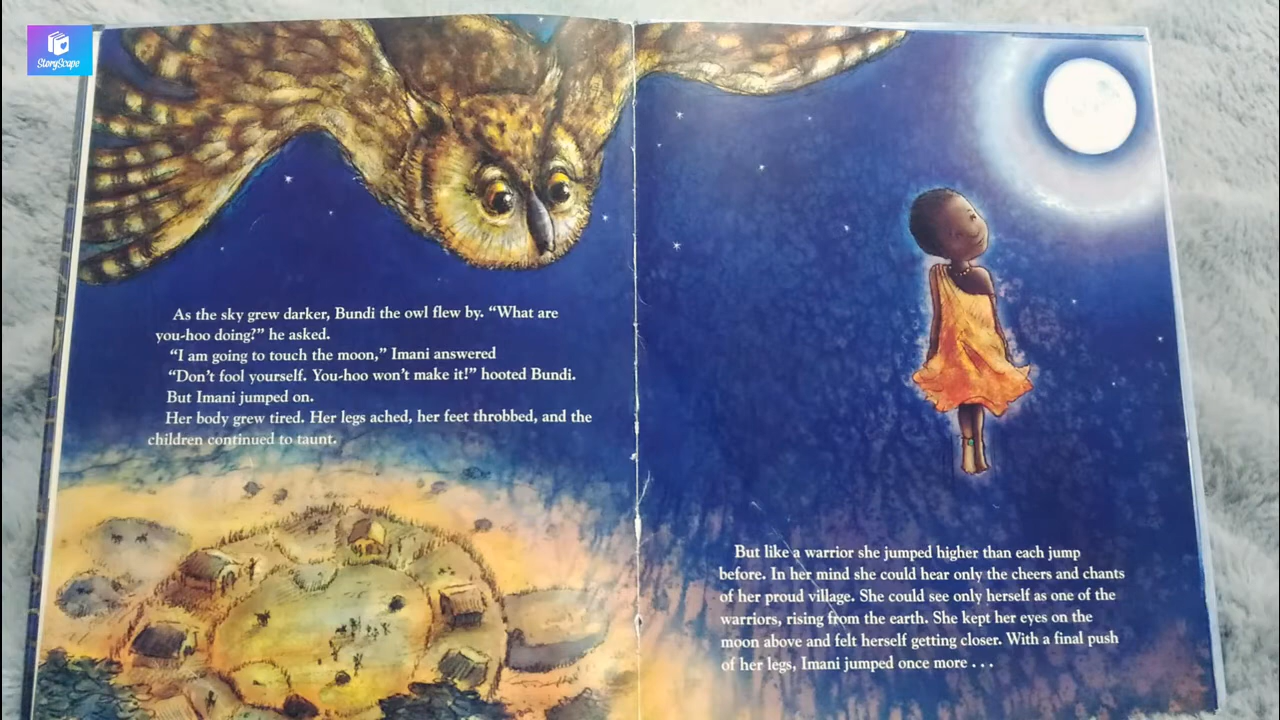 StoryScape
As the sky grew darker, Bundi the owl flew by. “What are
you-hoo doing?” he asked.
“I am going to touch the moon,” Imani answered
“Don’t fool yourself. You-hoo won’t make it!” hooted Bundi.
But Imani jumped on.
Her body grew tired. Her legs ached, her feet throbbed, and the
children continued to taunt.
But like a warrior she jumped higher than each jump
before. In her mind she could hear only the cheers and chants
of her proud village. She could see only herself as one of the
warriors, rising from the earth. She kept her eyes on the
moon above and felt herself getting closer. With a final push
of her legs, Imani jumped once more . . .